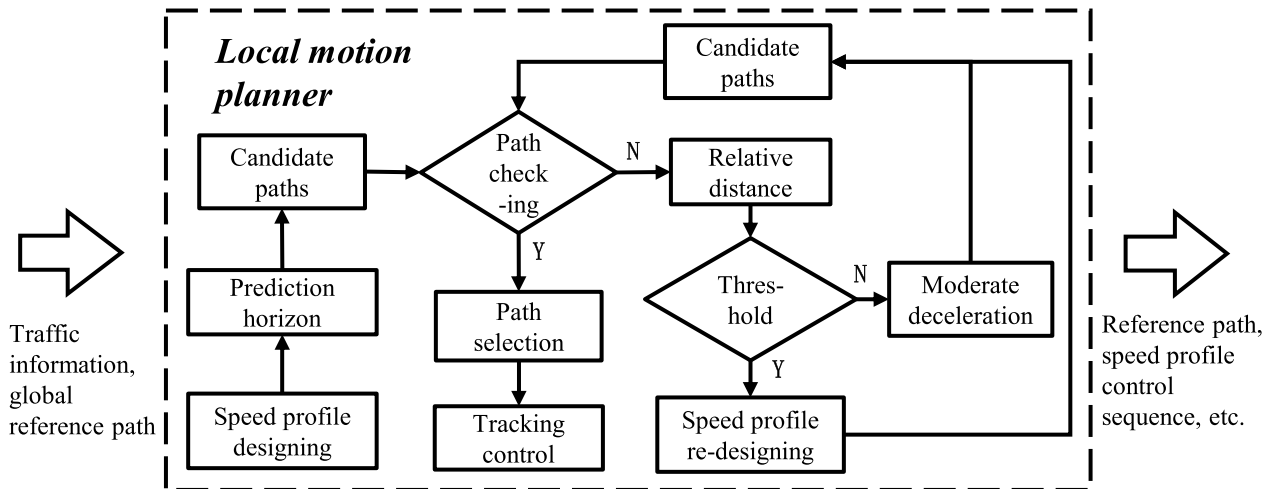 Local motion
planner
Candidate
paths
Candidate
paths
Path
check
-ing
N
Relative
distance
Y
Thres-
hold
N
Moderate
deceleration
Prediction
horizon
Path
selection
Y
Speed profile
designing
Tracking
control
Speed profile
re-designing
Traffic
information,
global
reference path
Reference path,
speed profile
control
sequence, etc.